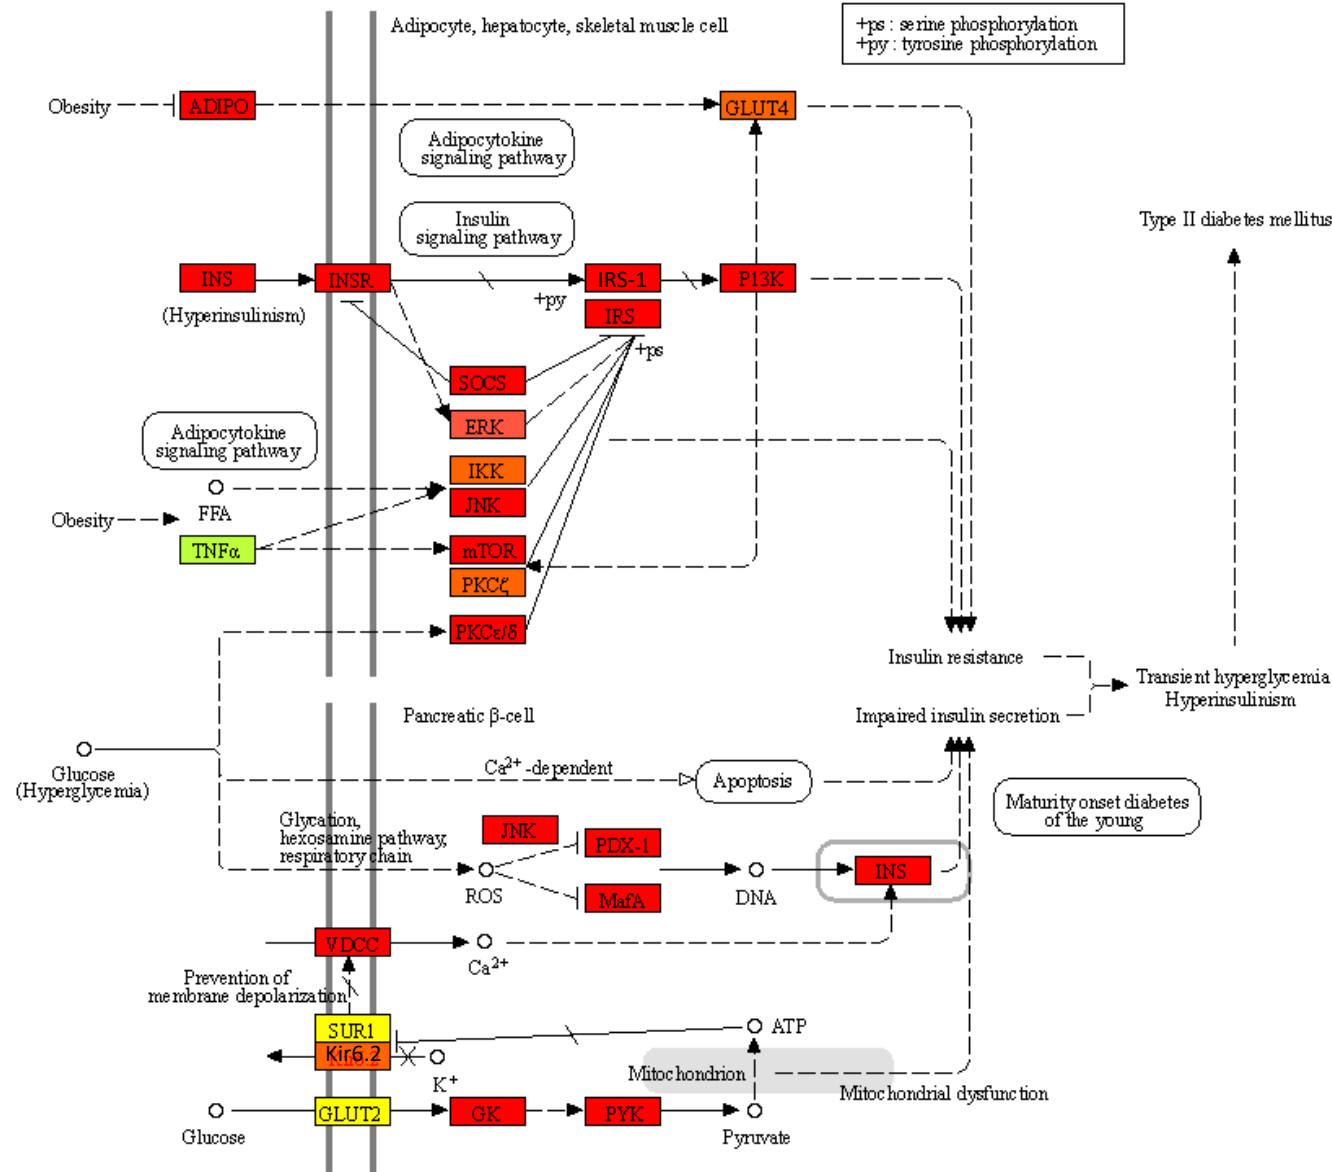 Adipocyte, hepatocyte, skeletal muscle cell
+ps : serine phosphorylation
+py : tyrosine phosphorylation
Obesity
ADIPO
GLUT4
Adipocytokine
signaling pathway
Insulin
signaling pathway
Type II diabetes mellitus
INS
INSR
IRS-1
P13K
(Hyperinsulinism)
+py
IRS
+ps
SOCS
ERK
Adipocytokine
signaling pathway
IKK
FFA
JNK
Obesity
TNFα
mTOR
PKCζ
PKCε/δ
Insulin resistance
Transient hyperglycemia
Hyperinsulinism
Pancreatic β-cell
Impaired insulin secretion
Glucose
(Hyperglycemia)
Ca2+ -dependent
Apoptosis
Maturity onset diabetes
of the young
Glycation,
hexosamine pathway,
respiratory chain
JNK
PDX-1
ROS
MafA
DNA
INS
VDCC
Ca2+
Prevention of
membrane depolarization
SUR1
ATP
Kir6.2
K+
Mitochondrion
Mitochondrial dysfunction
GLUT2
GK
PYK
Glucose
Pyruvate